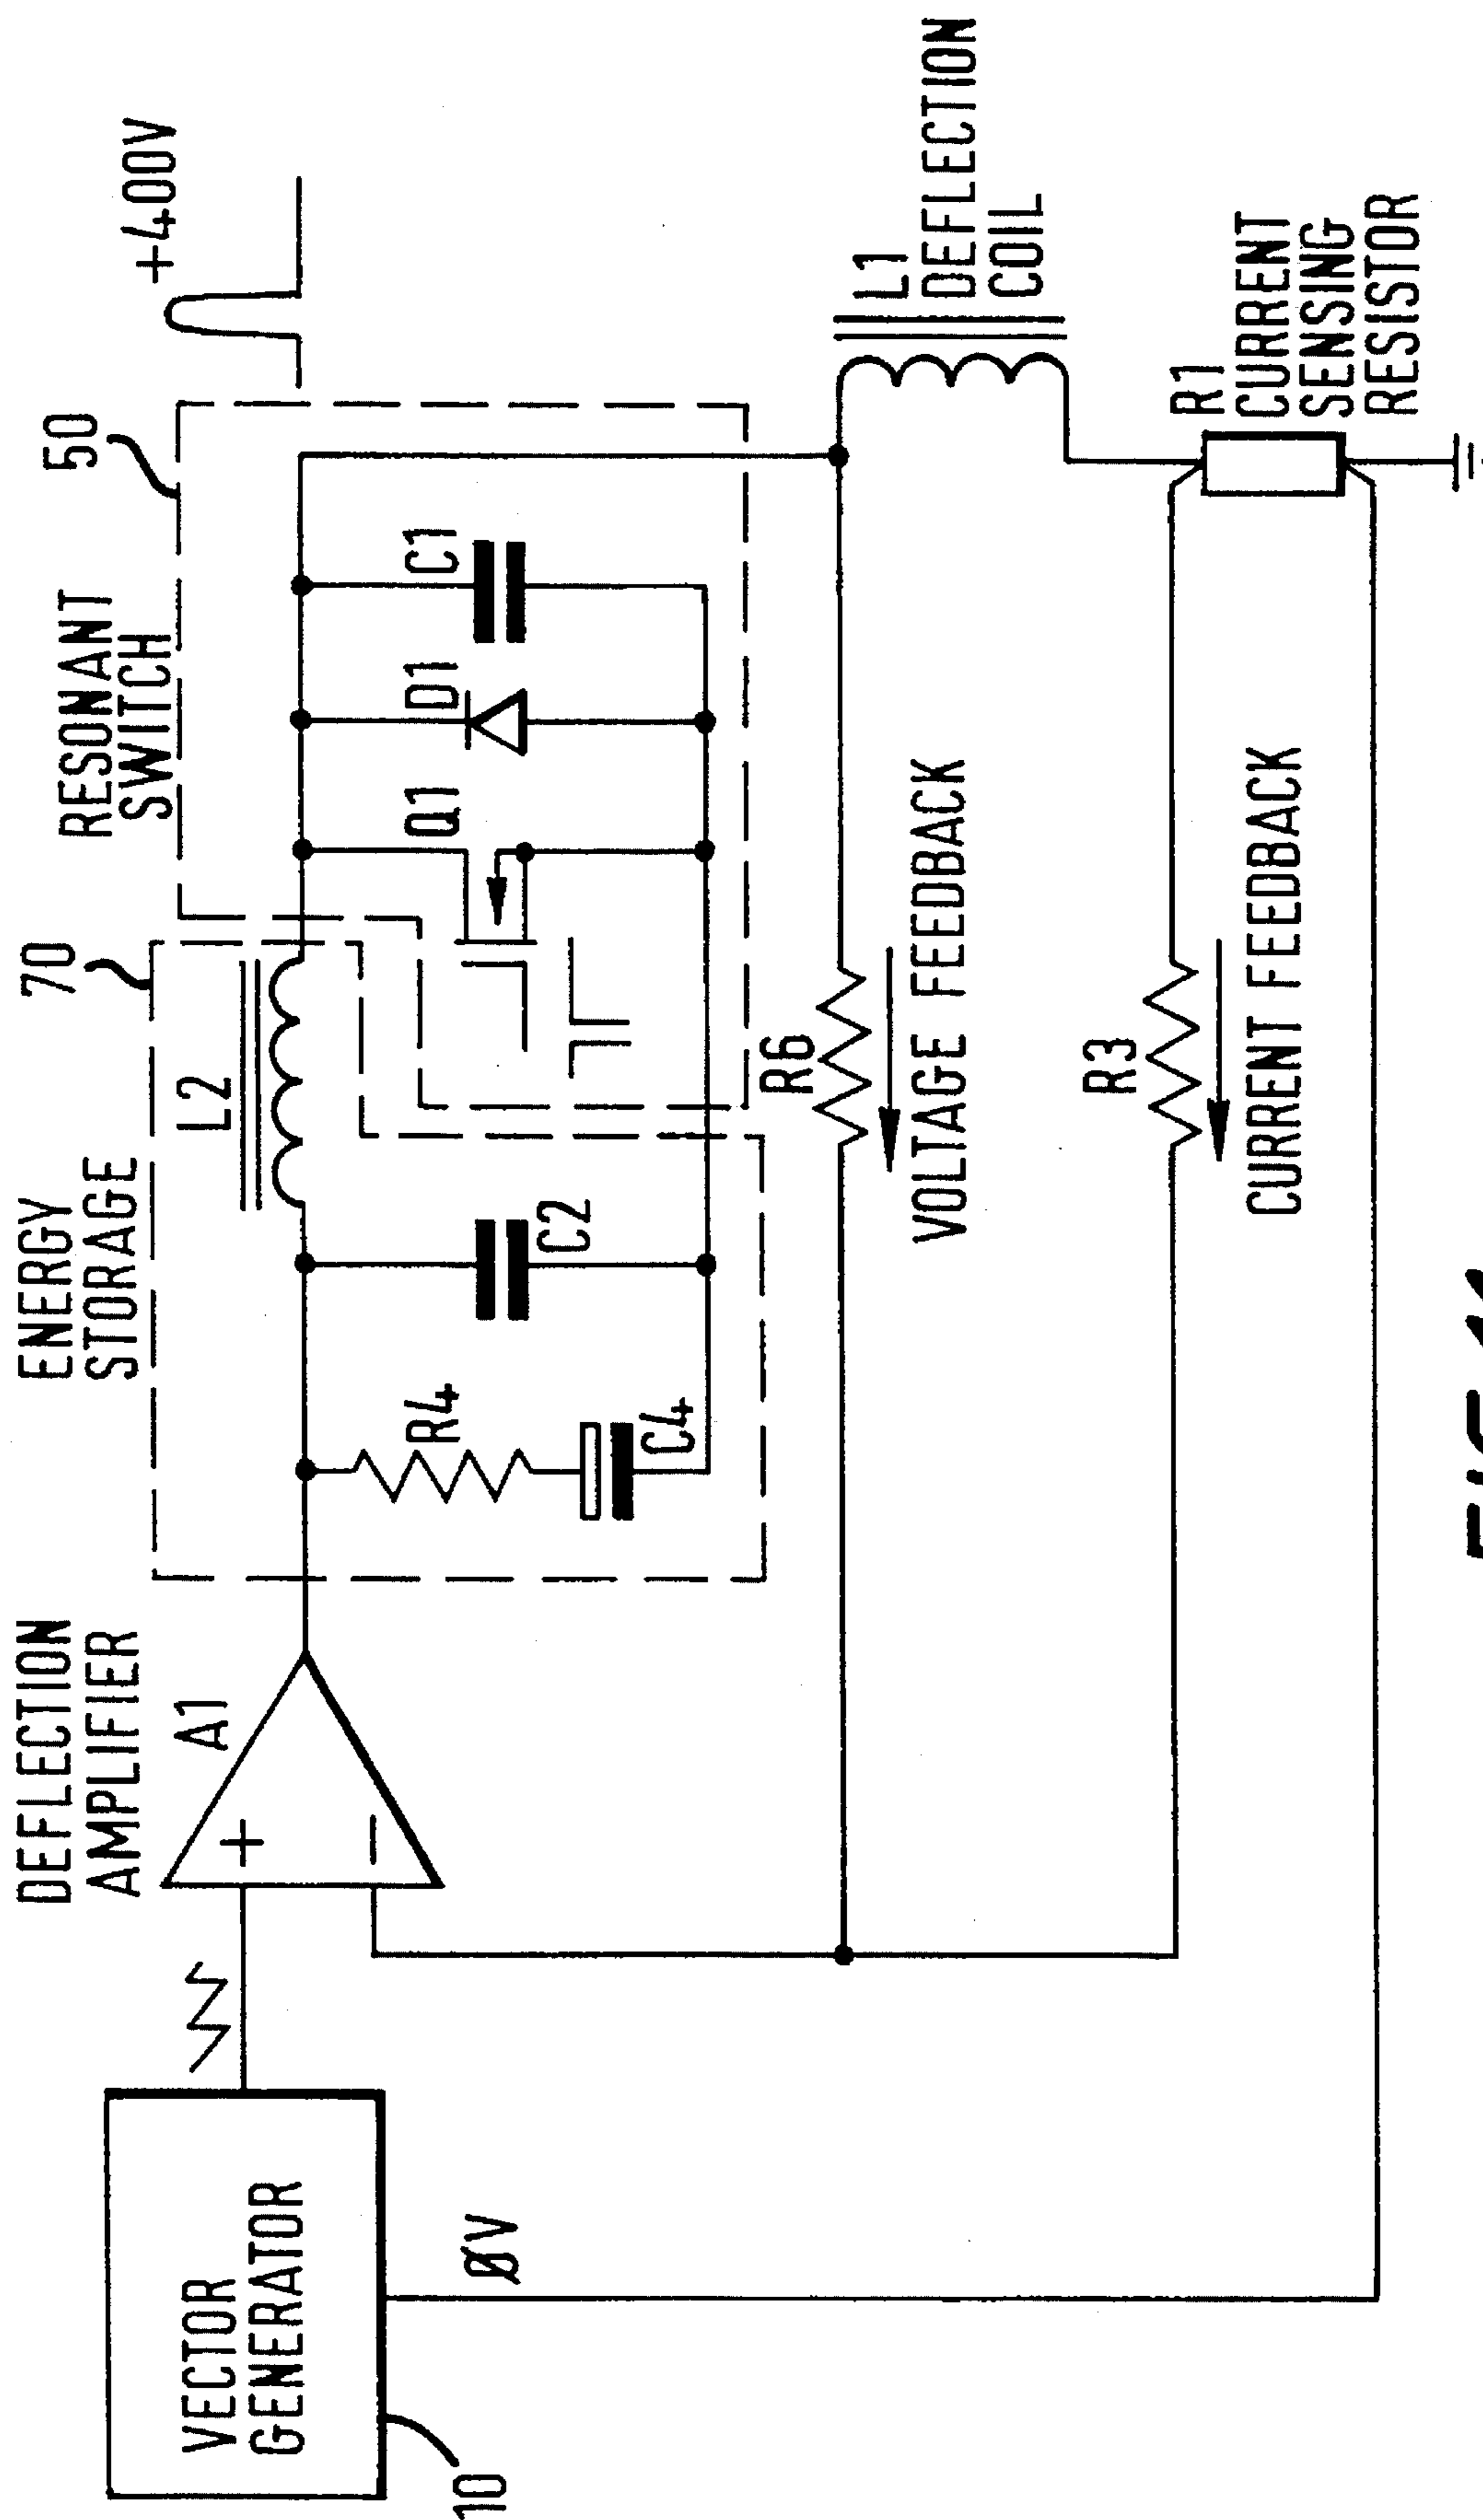 DEFLECTION
AMPLIFIER
ENERGY
STORAGE
70
RESONANT
SWITCH
50
+400V
VECTOR
GENERATOR
10
0V
A1
+
−
L2
R4
C4
C2
Q1
D1
C1
L1
DEFLECTION
COIL
R6
VOLTAGE FEEDBACK
R3
CURRENT FEEDBACK
R1
CURRENT
SENSING
RESISTOR